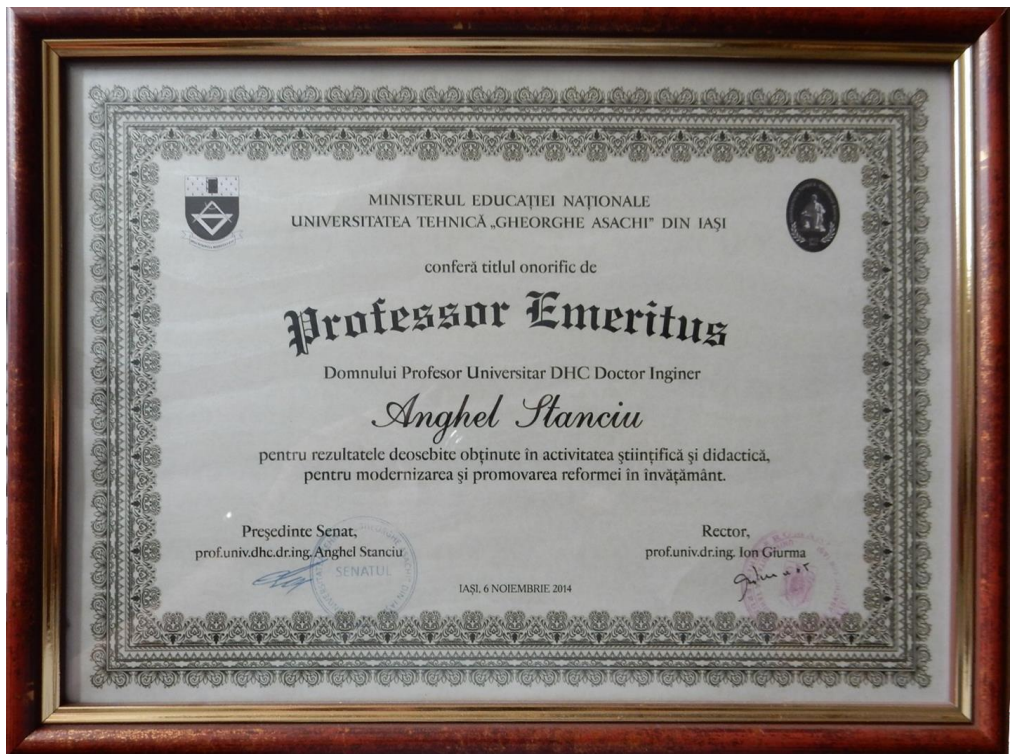 MINISTERUL EDUCAȚIEI NAȚIONALE
UNIVERSITATEA TEHNICĂ „GHEORGHE ASACHI” DIN IAȘI
conferă titlul onorific de
Professor Emeritus
Domnului Profesor Universitar DHC Doctor Inginer
Anghel Stanciu
pentru rezultatele deosebite obținute în activitatea științifică și didactică,
pentru modernizarea și promovarea reformei în învățământ.
Președinte Senat,
prof.univ.dhc.dr.ing. Anghel Stanciu
SENATUL
Rector,
prof.univ.dr.ing. Ion Giurma
IAȘI, 6 NOIEMBRIE 2014